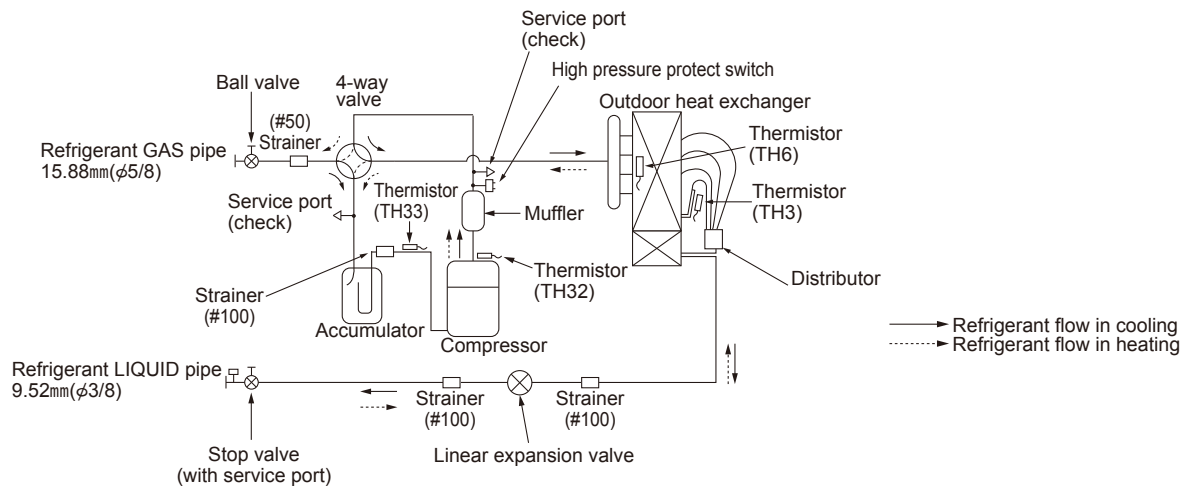 Service port
(check)
High pressure protect switch
Ball valve
4-way
valve
Outdoor heat exchanger
(#50)
Strainer
Thermistor
(TH6)
Refrigerant GAS pipe
15.88mm(ϕ5/8)
Thermistor
(TH33)
Thermistor
(TH3)
Service port
(check)
Muffler
Thermistor
(TH32)
Distributor
Strainer
(#100)
Accumulator
Compressor
Refrigerant flow in cooling
Refrigerant flow in heating
Refrigerant LIQUID pipe
9.52mm(ϕ3/8)
Strainer
(#100)
Strainer
(#100)
Stop valve
(with service port)
Linear expansion valve